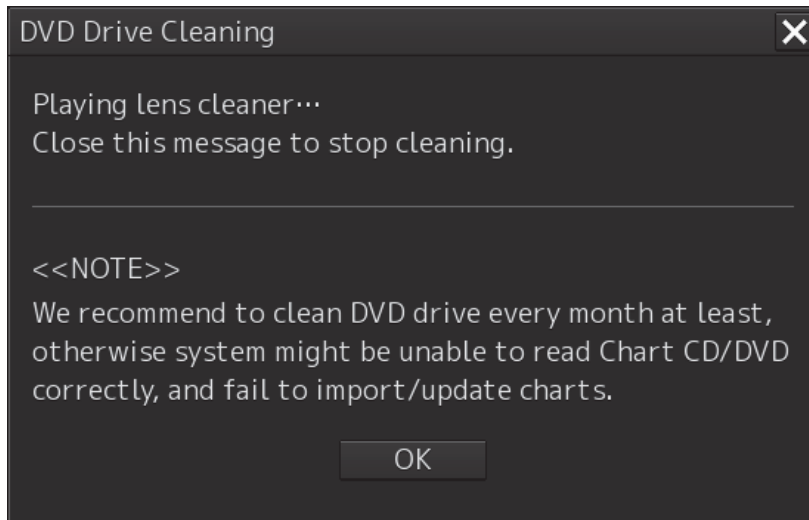 DVD Drive Cleaning
Playing lens cleaner…
Close this message to stop cleaning.
<<NOTE>>
We recommend to clean DVD drive every month at least,
otherwise system might be unable to read Chart CD/DVD
correctly, and fail to import/update charts.
OK